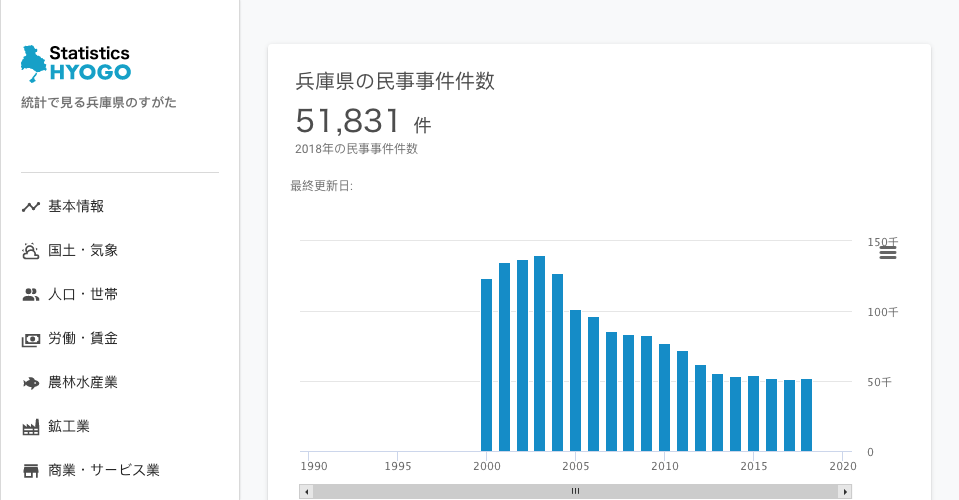 Statistics
HYOGO
統計で見る兵庫県のすがた
基本情報
国土・気象
人口・世帯
労働・賃金
農林水産業
鉱工業
商業・サービス業
兵庫県の民事事件件数
51,831 件
2018年の民事事件件数
最終更新日:
150千
100千
50千
0
1990 1995 2000 2005 2010 2015 2020